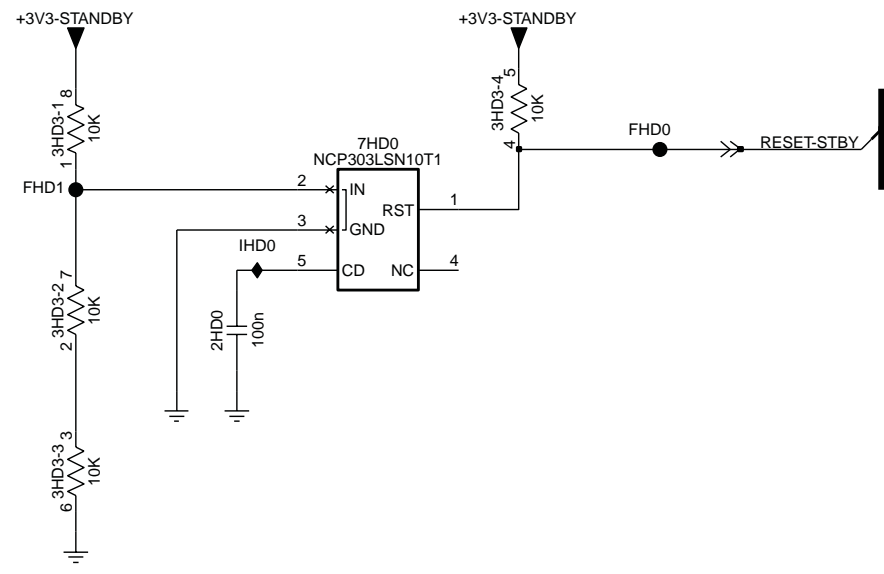 +3V3-STANDBY
+3V3-STANDBY
3HD3-1
8
10K
1
3HD3-4
5
10K
4
FHD0
RESET-STBY
7HD0
NCP303LSN10T1
FHD1
2
IN
RST
1
3
GND
IHD0
5
CD
NC
4
3HD3-2
7
10K
2
2HD0
100n
3HD3-3
3
10K
6